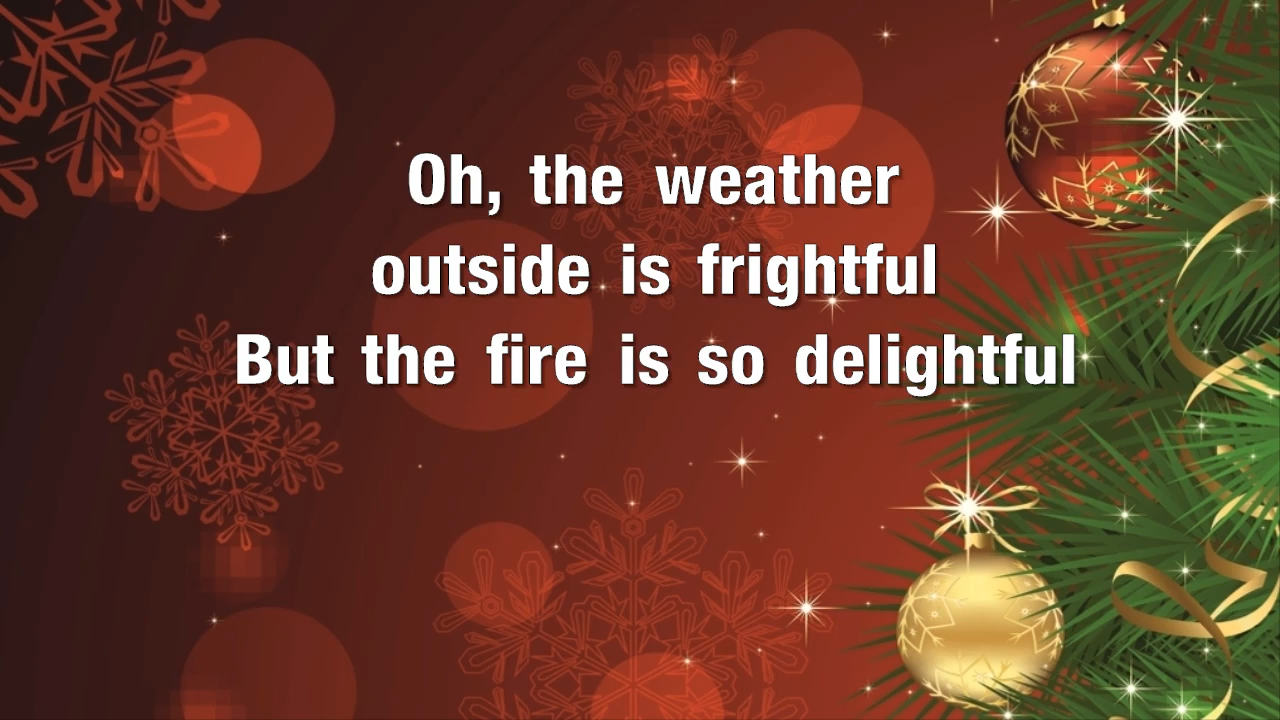 Oh, the weather
outside is frightful
But the fire is so delightful